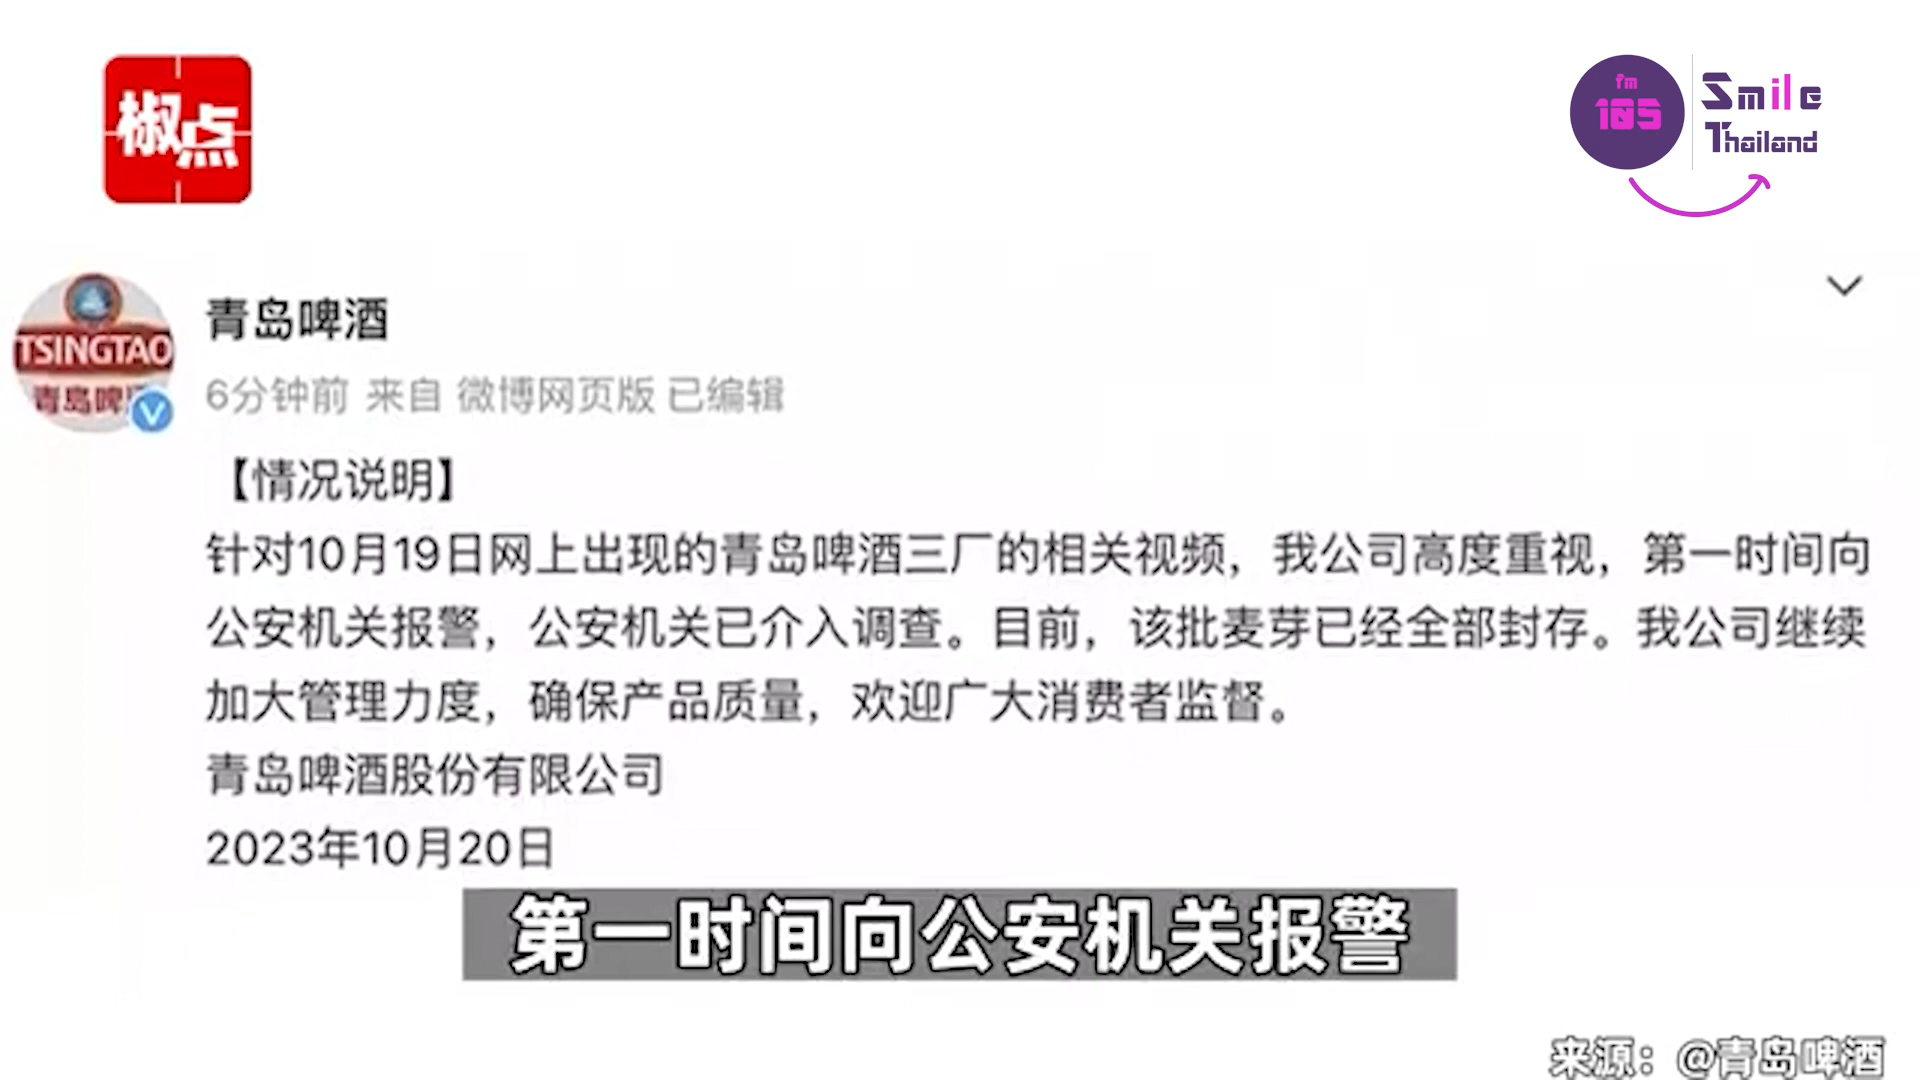 椒点
fm
105
Smile
Thailand
TSINGTAO
青岛啤
青岛啤酒
6分钟前 来自 微博网页版 已编辑
【情况说明】
针对10月19日网上出现的青岛啤酒三厂的相关视频，我公司高度重视，第一时间向
公安机关报警，公安机关已介入调查。目前，该批麦芽已经全部封存。我公司继续
加大管理力度，确保产品质量，欢迎广大消费者监督。
青岛啤酒股份有限公司
2023年10月20日
第一时间向公安机关报警
来源：@青岛啤酒